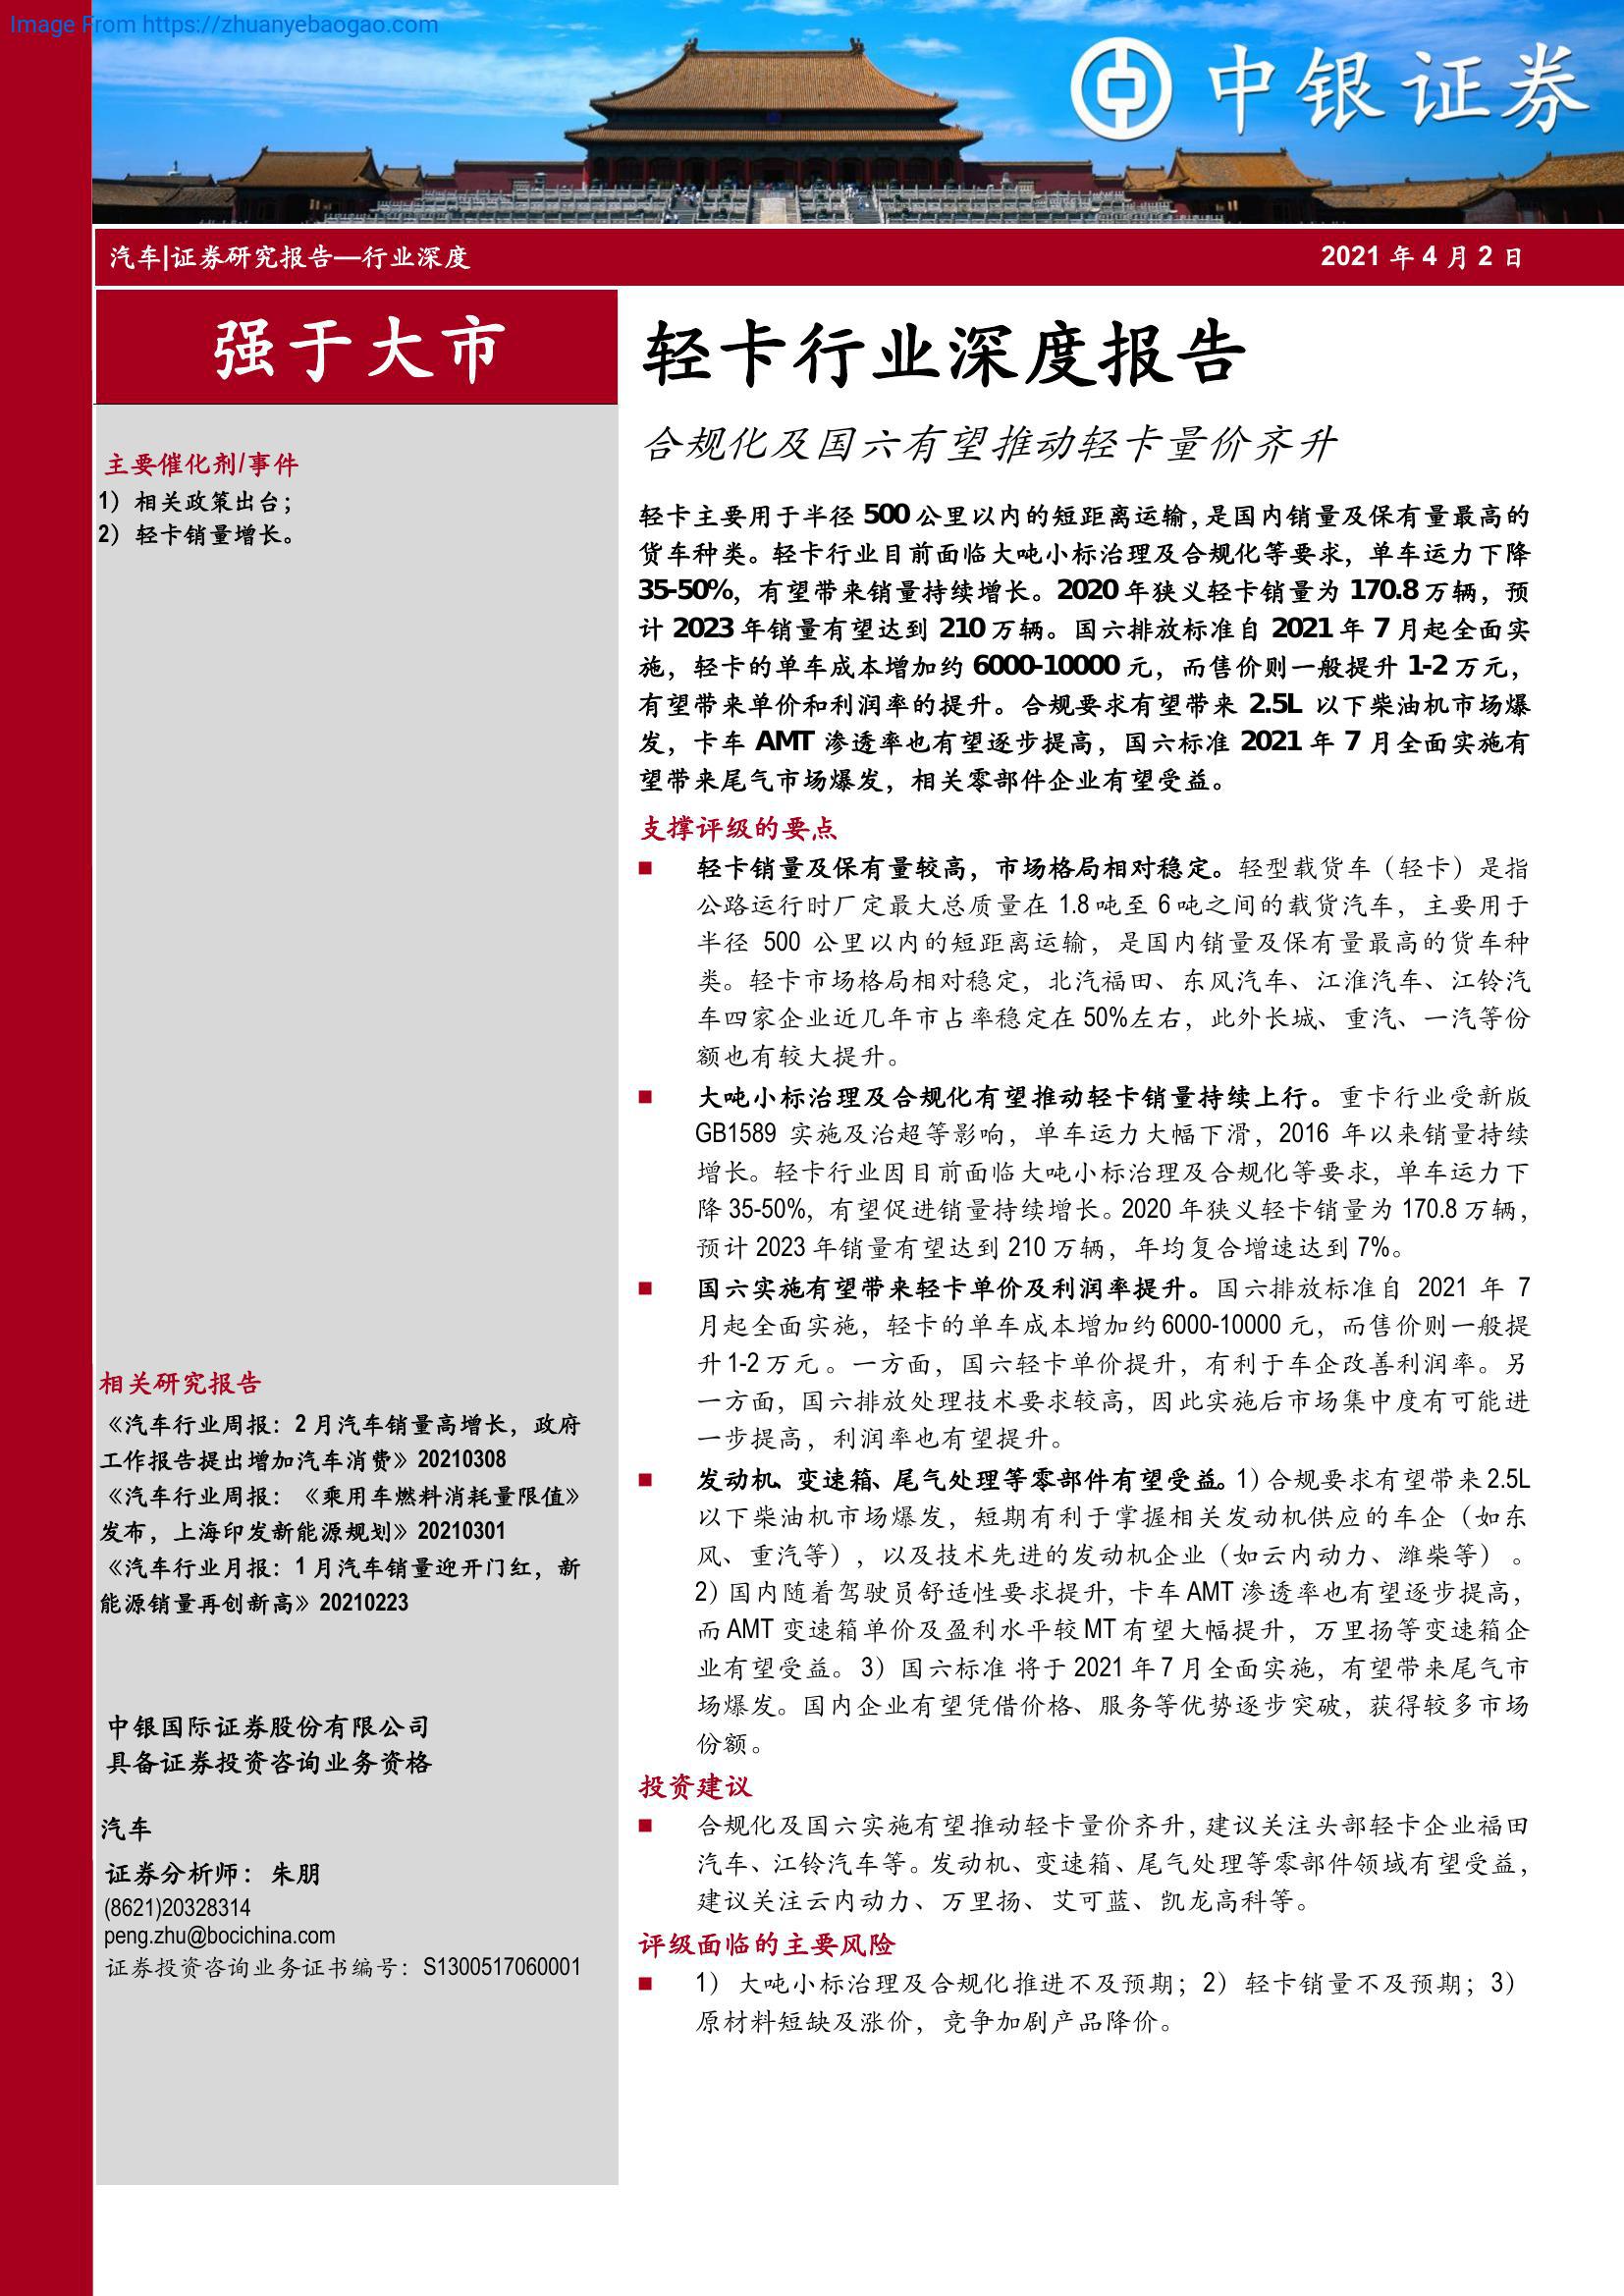 Image From https://zhuanyebaogao.com
中银证券
汽车|证券研究报告—行业深度
2021 年 4 月 2 日
强于大市
主要催化剂/事件
1）相关政策出台；
2）轻卡销量增长。
相关研究报告
《汽车行业周报：2 月汽车销量高增长，政府
工作报告提出增加汽车消费》20210308
《汽车行业周报：《乘用车燃料消耗量限值》
发布，上海印发新能源规划》20210301
《汽车行业月报：1 月汽车销量迎开门红，新
能源销量再创新高》20210223
中银国际证券股份有限公司
具备证券投资咨询业务资格
汽车
证券分析师：朱朋
(8621)20328314
peng.zhu@bocichina.com
证券投资咨询业务证书编号：S1300517060001
轻卡行业深度报告
合规化及国六有望推动轻卡量价齐升
轻卡主要用于半径 500 公里以内的短距离运输，是国内销量及保有量最高的
货车种类。轻卡行业目前面临大吨小标治理及合规化等要求，单车运力下降
35-50%，有望带来销量持续增长。2020 年狭义轻卡销量为 170.8 万辆，预
计 2023 年销量有望达到 210 万辆。国六排放标准自 2021 年 7 月起全面实
施，轻卡的单车成本增加约 6000-10000 元，而售价则一般提升 1-2 万元，
有望带来单价和利润率的提升。合规要求有望带来 2.5L 以下柴油机市场爆
发，卡车 AMT 渗透率也有望逐步提高，国六标准 2021 年 7 月全面实施有
望带来尾气市场爆发，相关零部件企业有望受益。
支撑评级的要点
■ 轻卡销量及保有量较高，市场格局相对稳定。轻型载货车（轻卡）是指
公路运行时厂定最大总质量在 1.8 吨至 6 吨之间的载货汽车，主要用于
半径 500 公里以内的短距离运输，是国内销量及保有量最高的货车种
类。轻卡市场格局相对稳定，北汽福田、东风汽车、江淮汽车、江铃汽
车四家企业近几年市占率稳定在 50%左右，此外长城、重汽、一汽等份
额也有较大提升。
■ 大吨小标治理及合规化有望推动轻卡销量持续上行。重卡行业受新版
GB1589 实施及治超等影响，单车运力大幅下滑，2016 年以来销量持续
增长。轻卡行业因目前面临大吨小标治理及合规化等要求，单车运力下
降 35-50%，有望促进销量持续增长。2020 年狭义轻卡销量为 170.8 万辆，
预计 2023 年销量有望达到 210 万辆，年均复合增速达到 7%。
■ 国六实施有望带来轻卡单价及利润率提升。国六排放标准自 2021 年 7
月起全面实施，轻卡的单车成本增加约 6000-10000 元，而售价则一般提
升 1-2 万元。一方面，国六轻卡单价提升，有利于车企改善利润率。另
一方面，国六排放处理技术要求较高，因此实施后市场集中度有可能进
一步提高，利润率也有望提升。
■ 发动机、变速箱、尾气处理等零部件有望受益。1）合规要求有望带来 2.5L
以下柴油机市场爆发，短期有利于掌握相关发动机供应的车企（如东
风、重汽等），以及技术先进的发动机企业（如云内动力、潍柴等）。
2）国内随着驾驶员舒适性要求提升，卡车 AMT 渗透率也有望逐步提高，
而 AMT 变速箱单价及盈利水平较 MT 有望大幅提升，万里扬等变速箱企
业有望受益。3）国六标准 将于 2021 年 7 月全面实施，有望带来尾气市
场爆发。国内企业有望凭借价格、服务等优势逐步突破，获得较多市场
份额。
投资建议
■ 合规化及国六实施有望推动轻卡量价齐升，建议关注头部轻卡企业福田
汽车、江铃汽车等。发动机、变速箱、尾气处理等零部件领域有望受益，
建议关注云内动力、万里扬、艾可蓝、凯龙高科等。
评级面临的主要风险
■ 1）大吨小标治理及合规化推进不及预期；2）轻卡销量不及预期；3）
原材料短缺及涨价，竞争加剧产品降价。